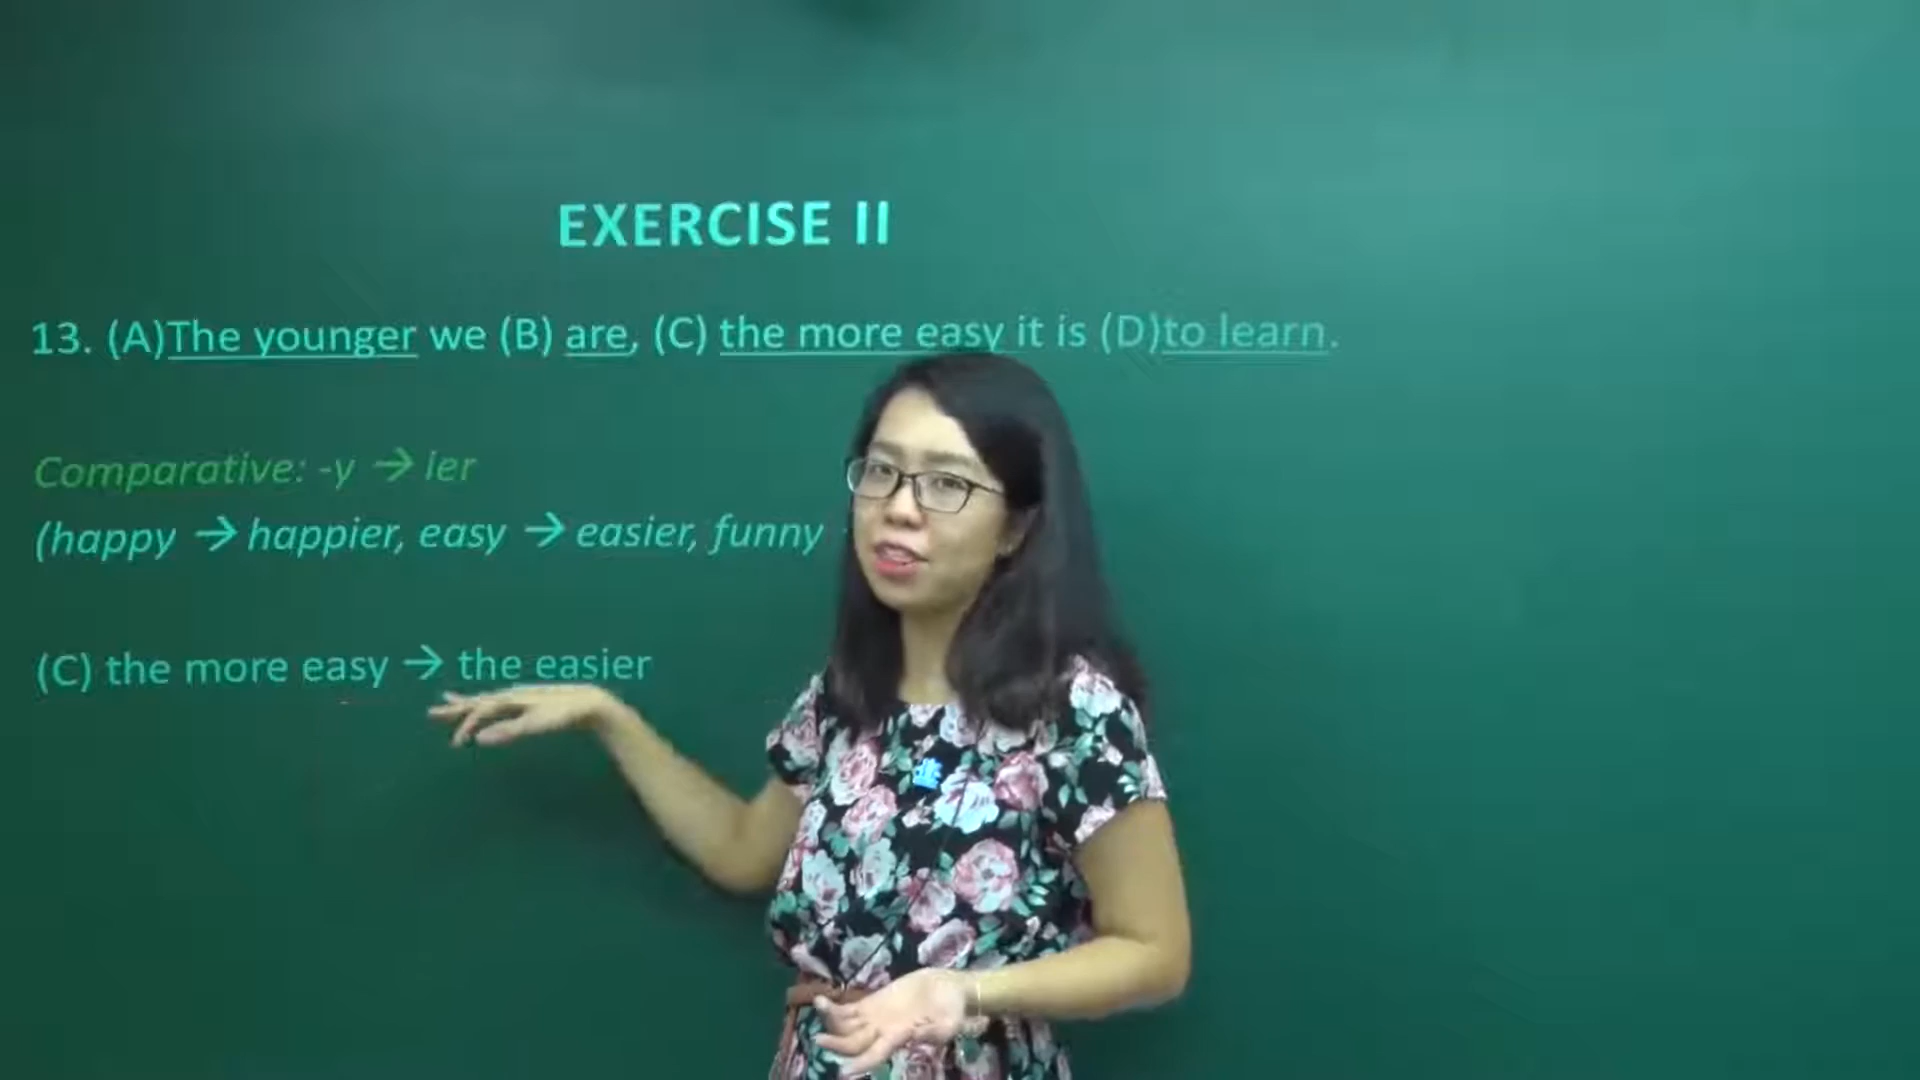 EXERCISE II
13. (A)The younger we (B) are, (C) the more easy it is (D)to learn.
Comparative: -y → ier
(happy → happier, easy → easier, funny
(C) the more easy → the easier